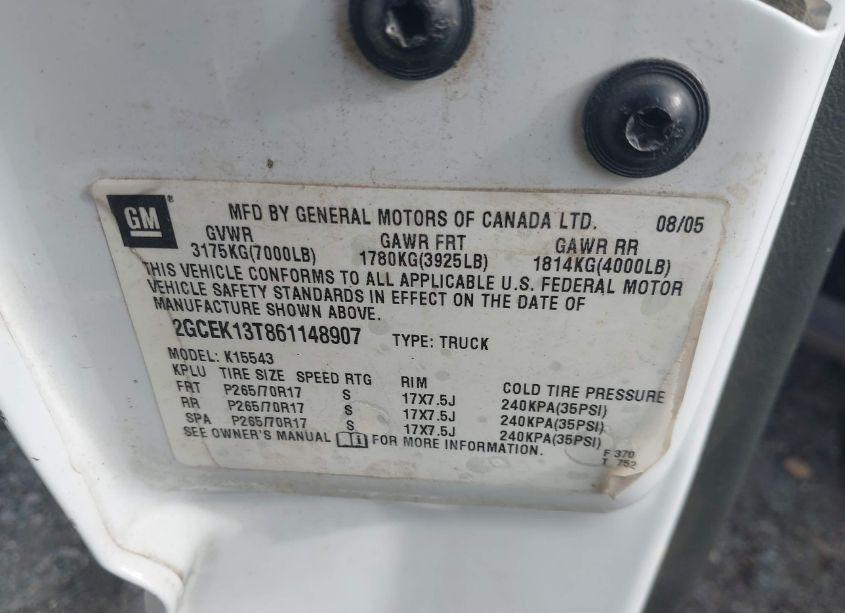 GM
MFD BY GENERAL MOTORS OF CANADA LTD. 08/05
GVWR GAWR FRT GAWR RR
3175KG(7000LB) 1780KG(3925LB) 1814KG(4000LB)
THIS VEHICLE CONFORMS TO ALL APPLICABLE U.S. FEDERAL MOTOR
VEHICLE SAFETY STANDARDS IN EFFECT ON THE DATE OF
MANUFACTURE SHOWN ABOVE.
2GCEK13T861148907 TYPE: TRUCK
MODEL: K15543
KPLU TIRE SIZE SPEED RTG RIM COLD TIRE PRESSURE
FRT P265/70R17 S 17X7.5J 240KPA(35PSI)
RR P265/70R17 S 17X7.5J 240KPA(35PSI)
SPA P265/70R17 S 17X7.5J 240KPA(35PSI)
SEE OWNER'S MANUAL FOR MORE INFORMATION.
F 370
T 752